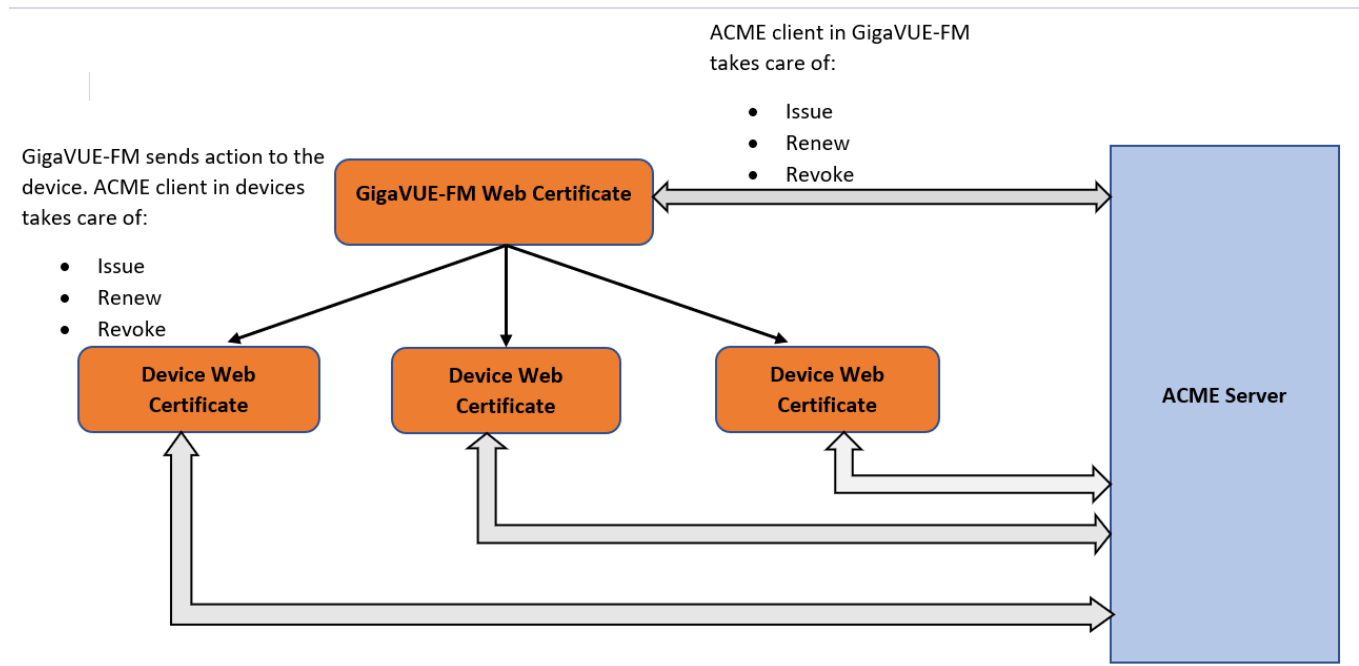 ACME client in GigaVUE-FM
takes care of:
• Issue
• Renew
• Revoke
GigaVUE-FM sends action to the
device. ACME client in devices
takes care of:
• Issue
• Renew
• Revoke
GigaVUE-FM Web Certificate
Device Web
Certificate
Device Web
Certificate
Device Web
Certificate
ACME Server